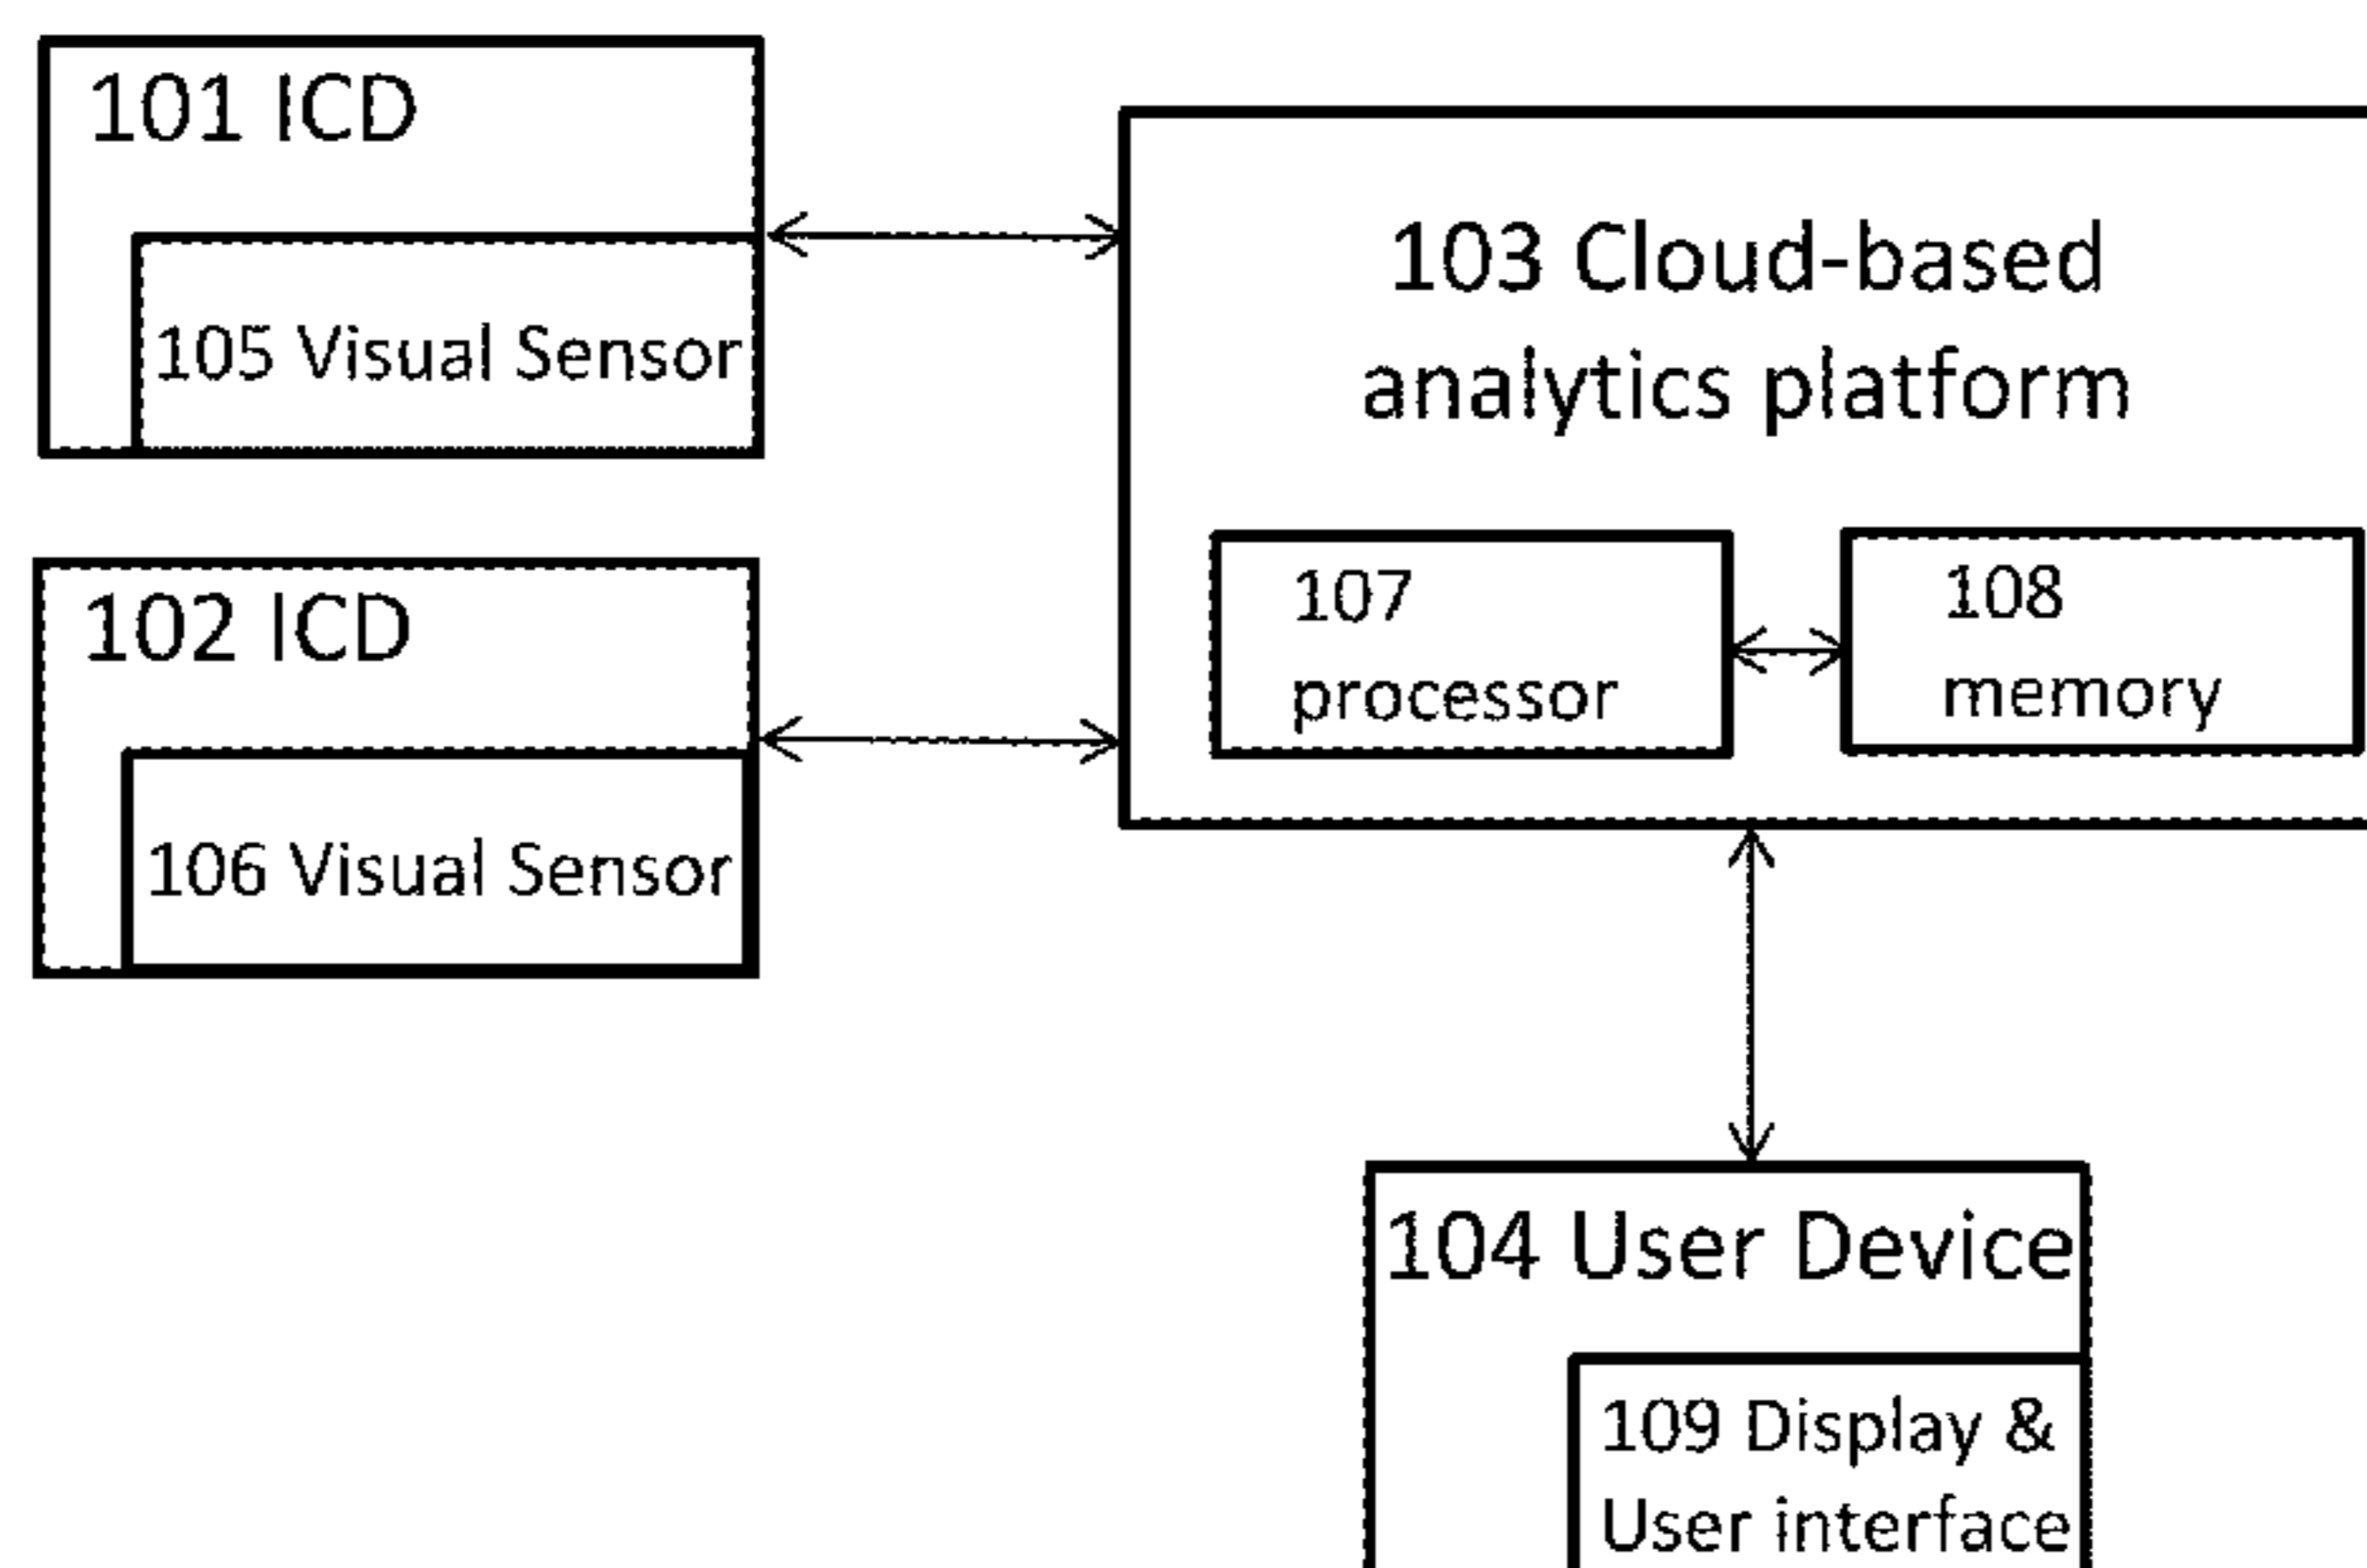 101 ICD
105 Visual Sensor
102 ICD
106 Visual Sensor
103 Cloud-based
analytics platform
107
processor
108
memory
104 User Device
109 Display &
User interface